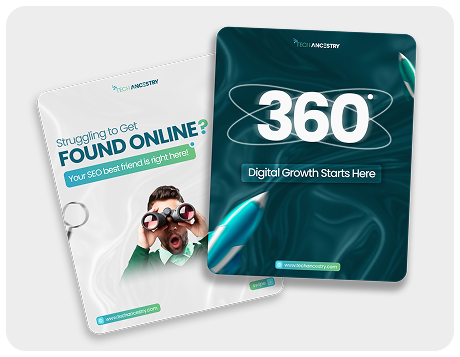 TECH ANCESTRY
Struggling to Get
FOUND ONLINE?
Your SEO best friend is right here!
www.techancestry.com
TECH ANCESTRY
360°
Digital Growth Starts Here
www.techancestry.com